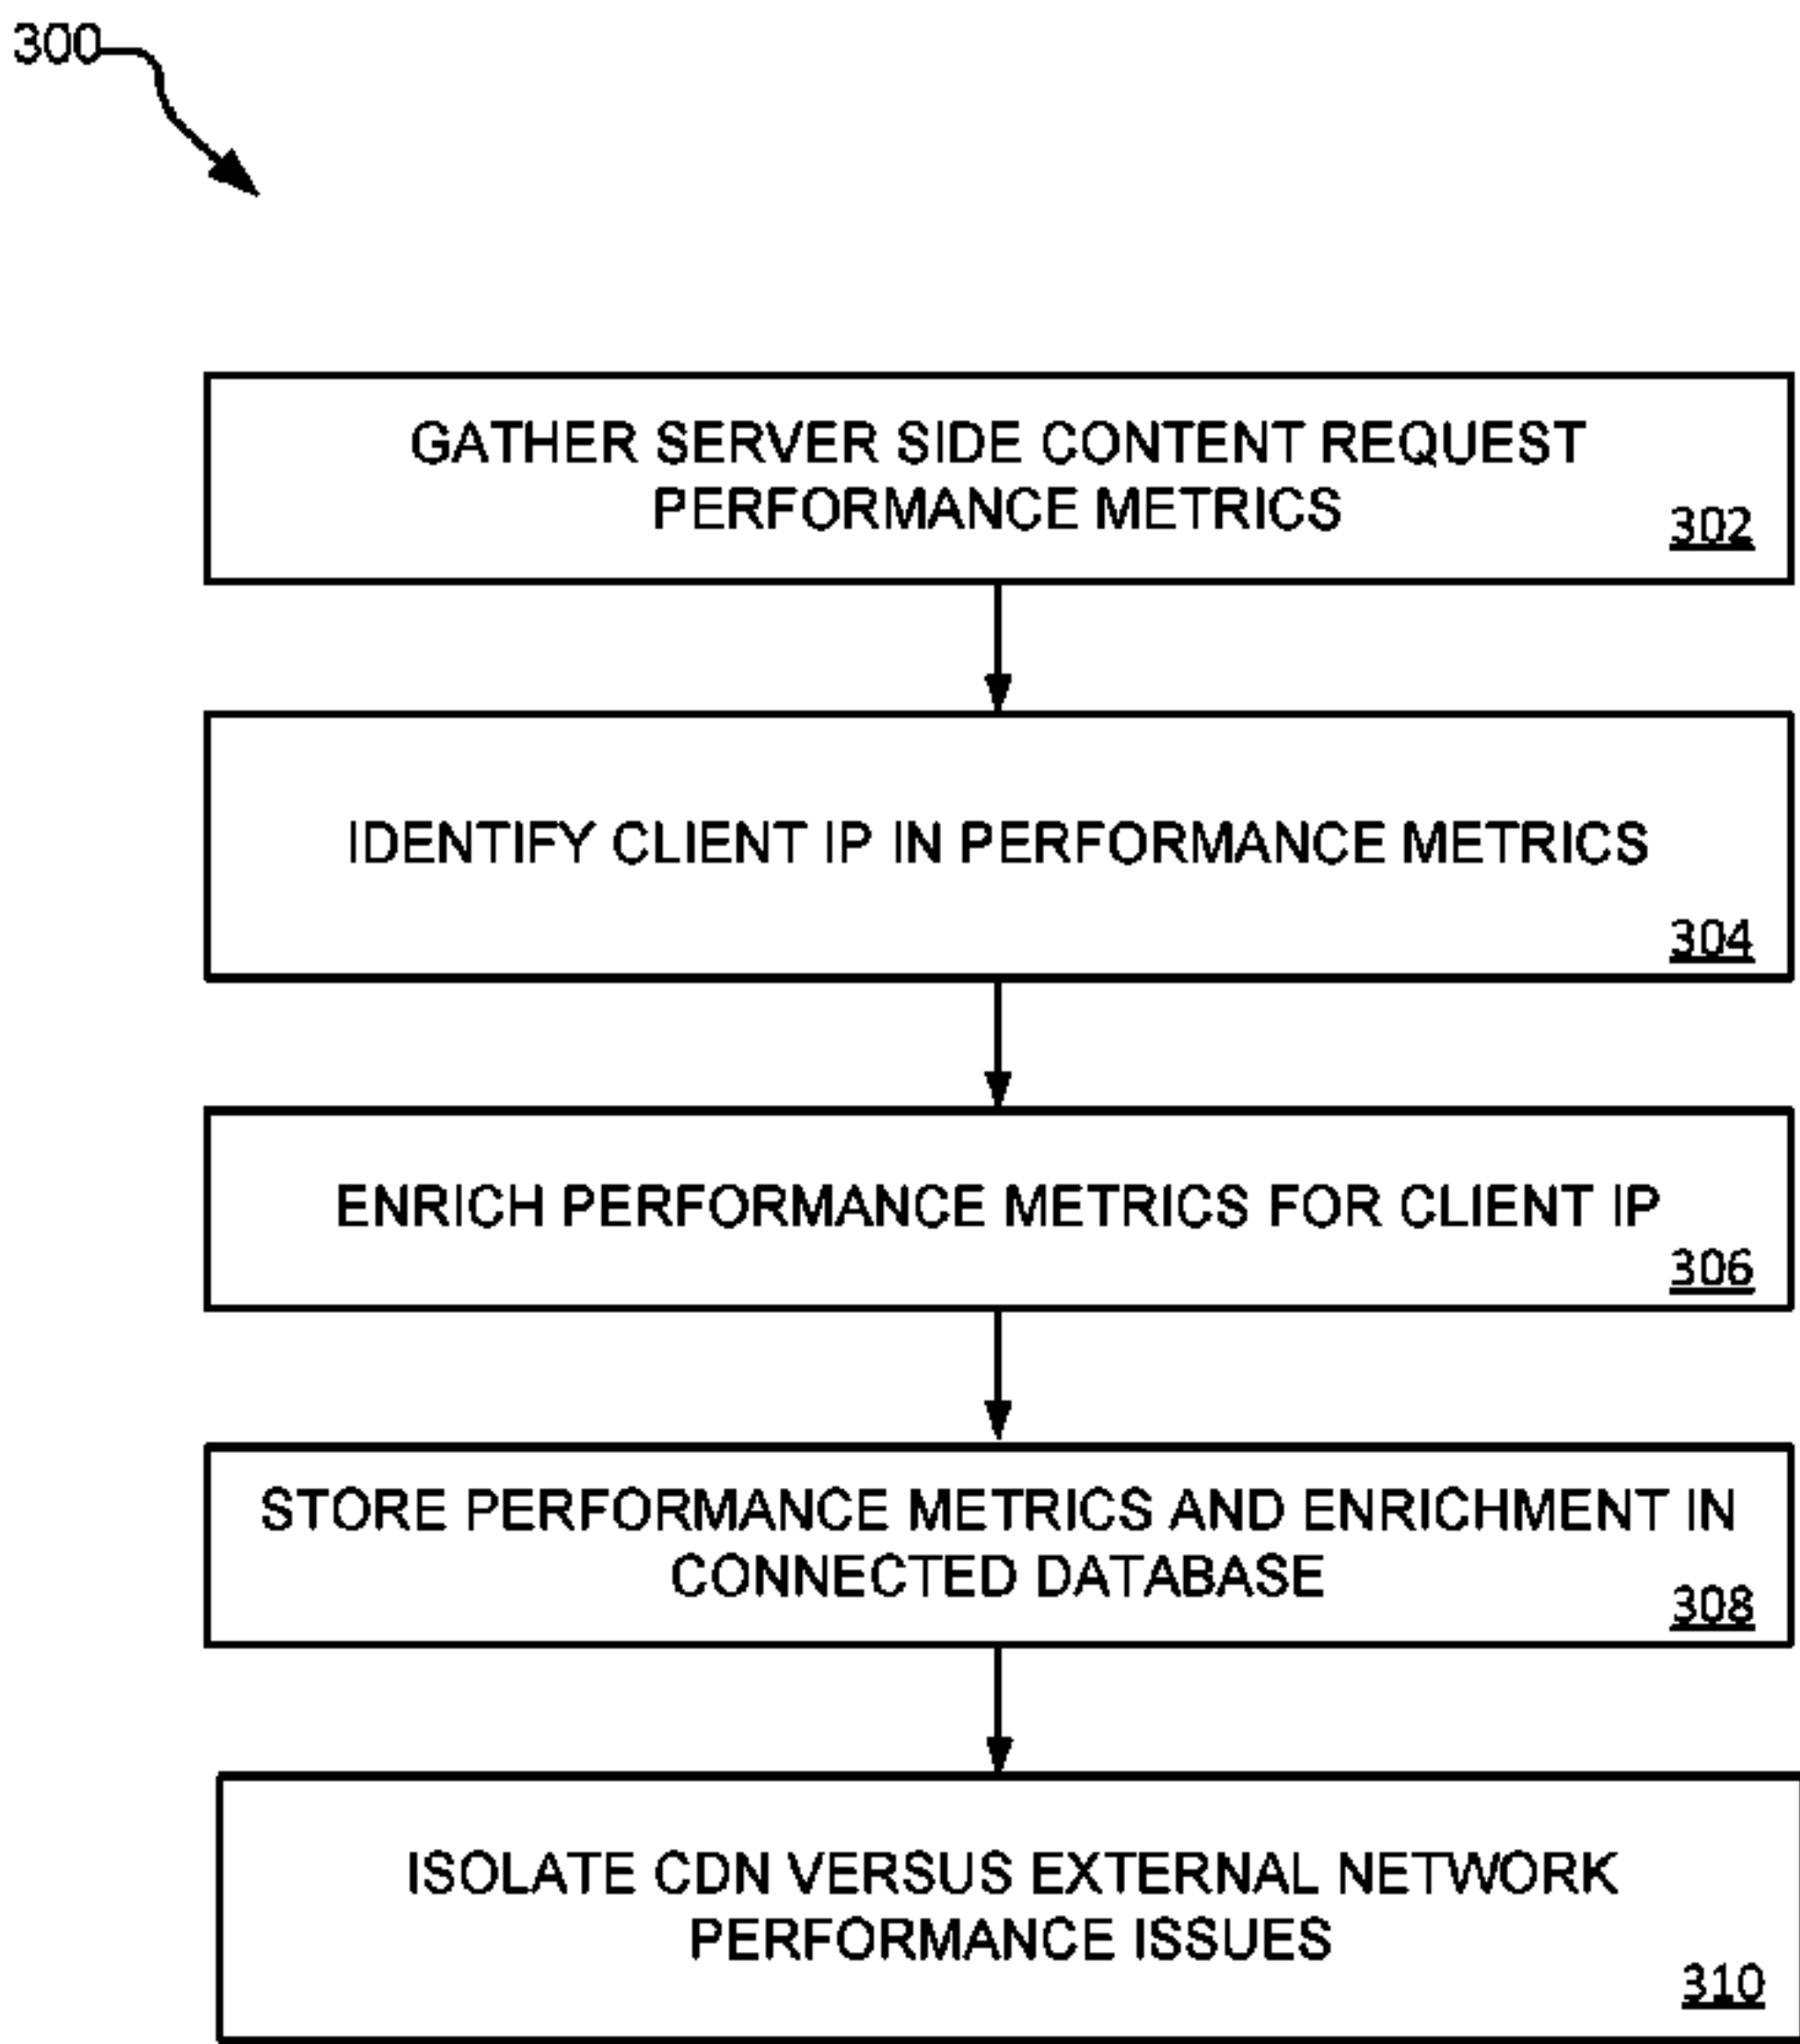 300
GATHER SERVER SIDE CONTENT REQUEST
PERFORMANCE METRICS
302
IDENTIFY CLIENT IP IN PERFORMANCE METRICS
304
ENRICH PERFORMANCE METRICS FOR CLIENT IP
306
STORE PERFORMANCE METRICS AND ENRICHMENT IN
CONNECTED DATABASE
308
ISOLATE CDN VERSUS EXTERNAL NETWORK
PERFORMANCE ISSUES
310